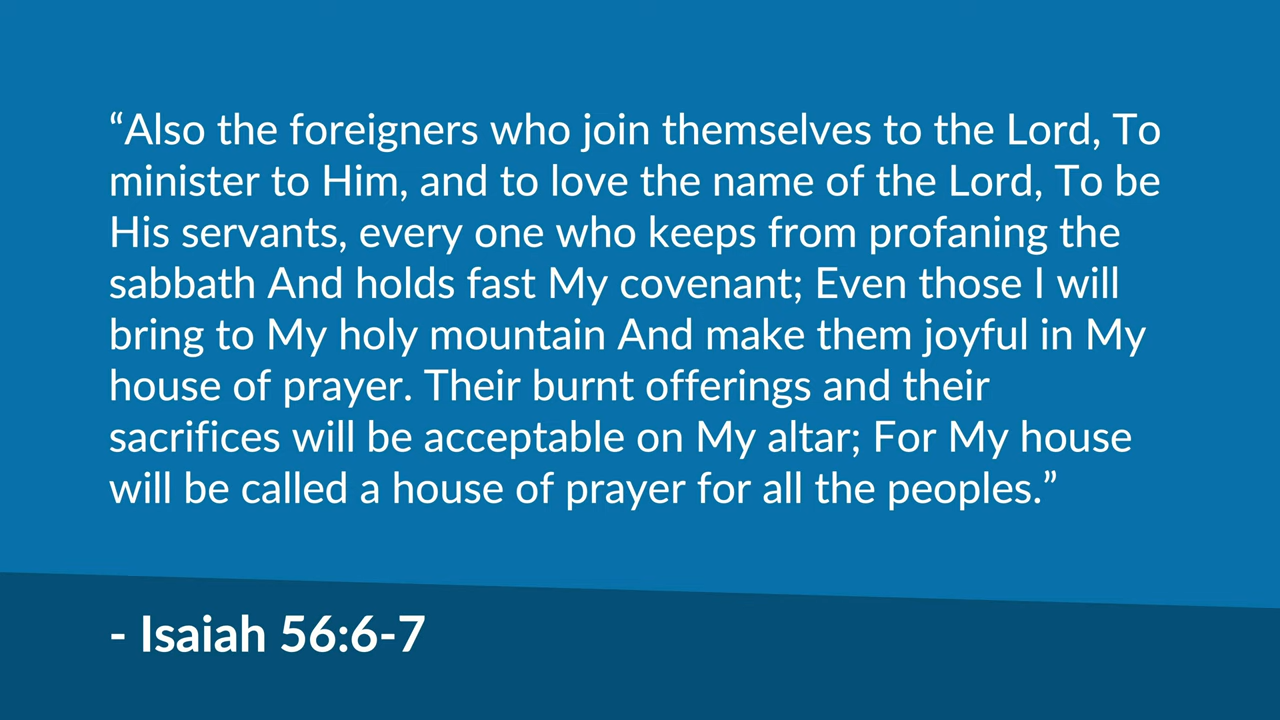 “Also the foreigners who join themselves to the Lord, To
minister to Him, and to love the name of the Lord, To be
His servants, every one who keeps from profaning the
sabbath And holds fast My covenant; Even those I will
bring to My holy mountain And make them joyful in My
house of prayer. Their burnt offerings and their
sacrifices will be acceptable on My altar; For My house
will be called a house of prayer for all the peoples.”
- Isaiah 56:6-7